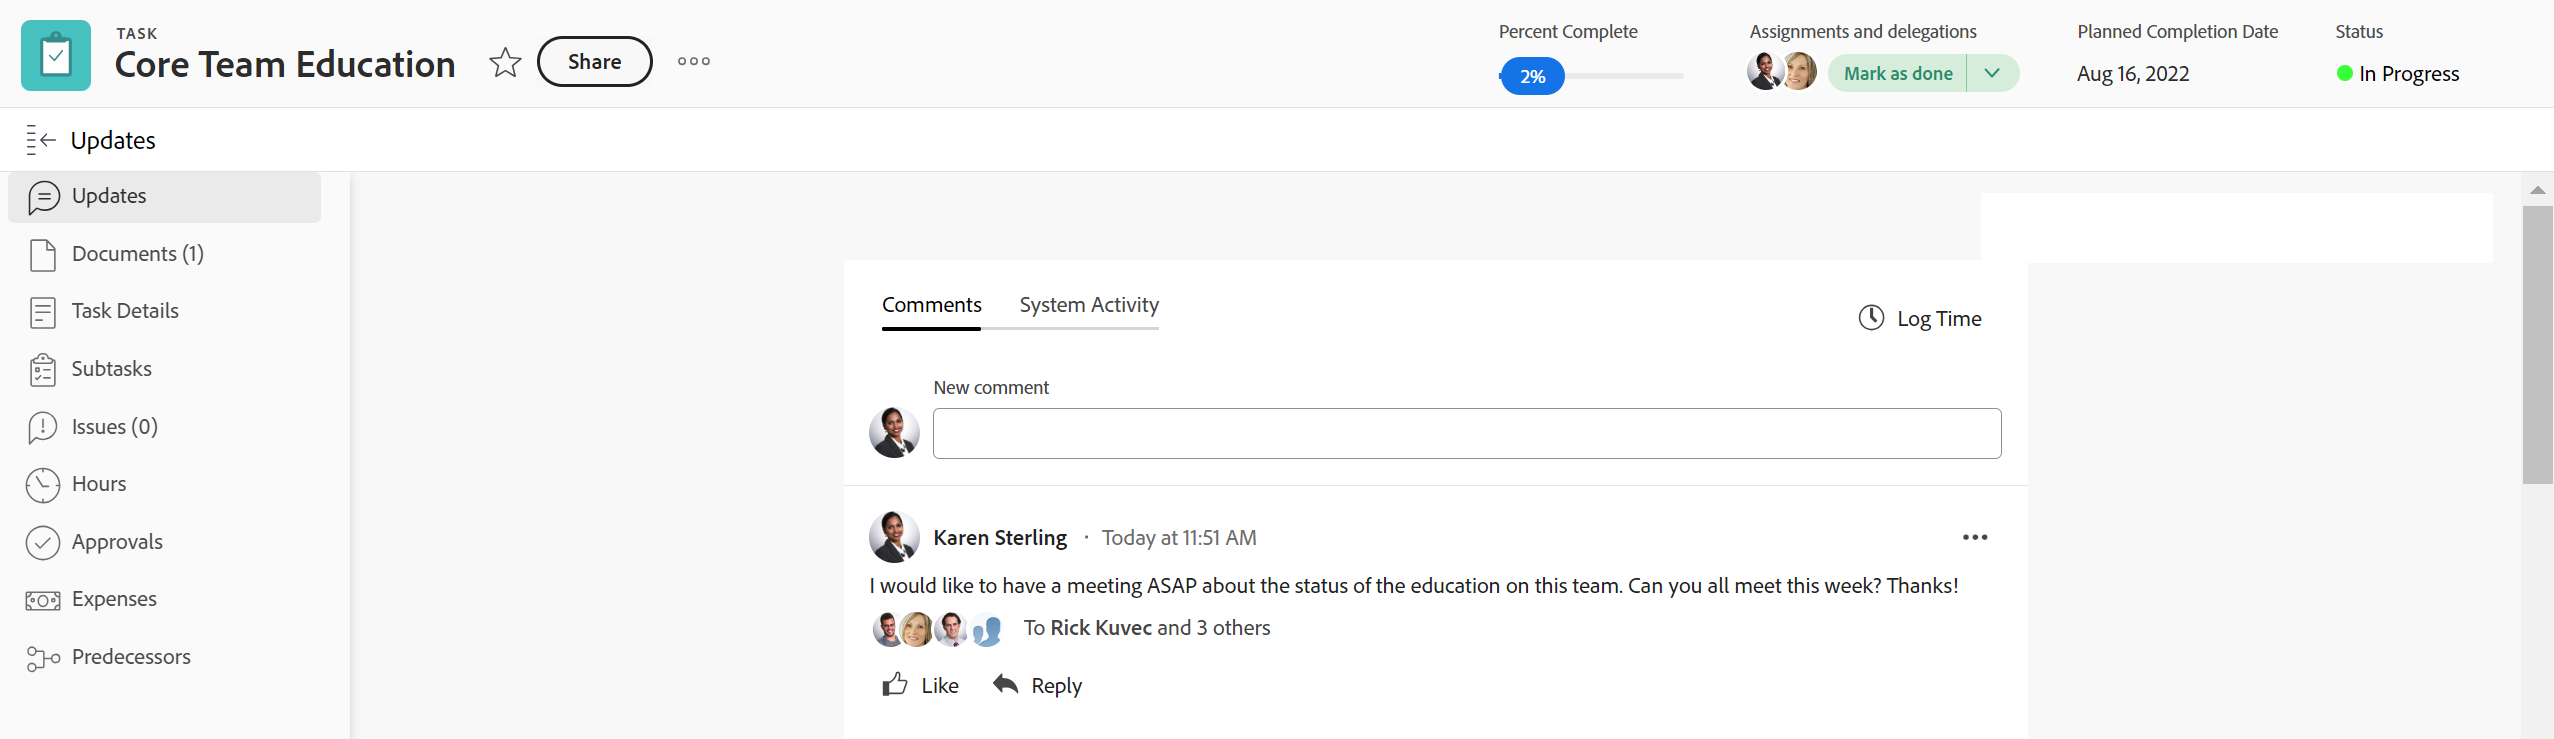 TASK
Core Team Education
Share
Percent Complete
2%
Assignments and delegations
Mark as done
Planned Completion Date
Aug 16, 2022
Status
In Progress
Updates
Updates
Documents (1)
Task Details
Subtasks
Issues (0)
Hours
Approvals
Expenses
Predecessors
Comments
System Activity
Log Time
New comment
Karen Sterling · Today at 11:51 AM
I would like to have a meeting ASAP about the status of the education on this team. Can you all meet this week? Thanks!
To Rick Kuvec and 3 others
Like
Reply